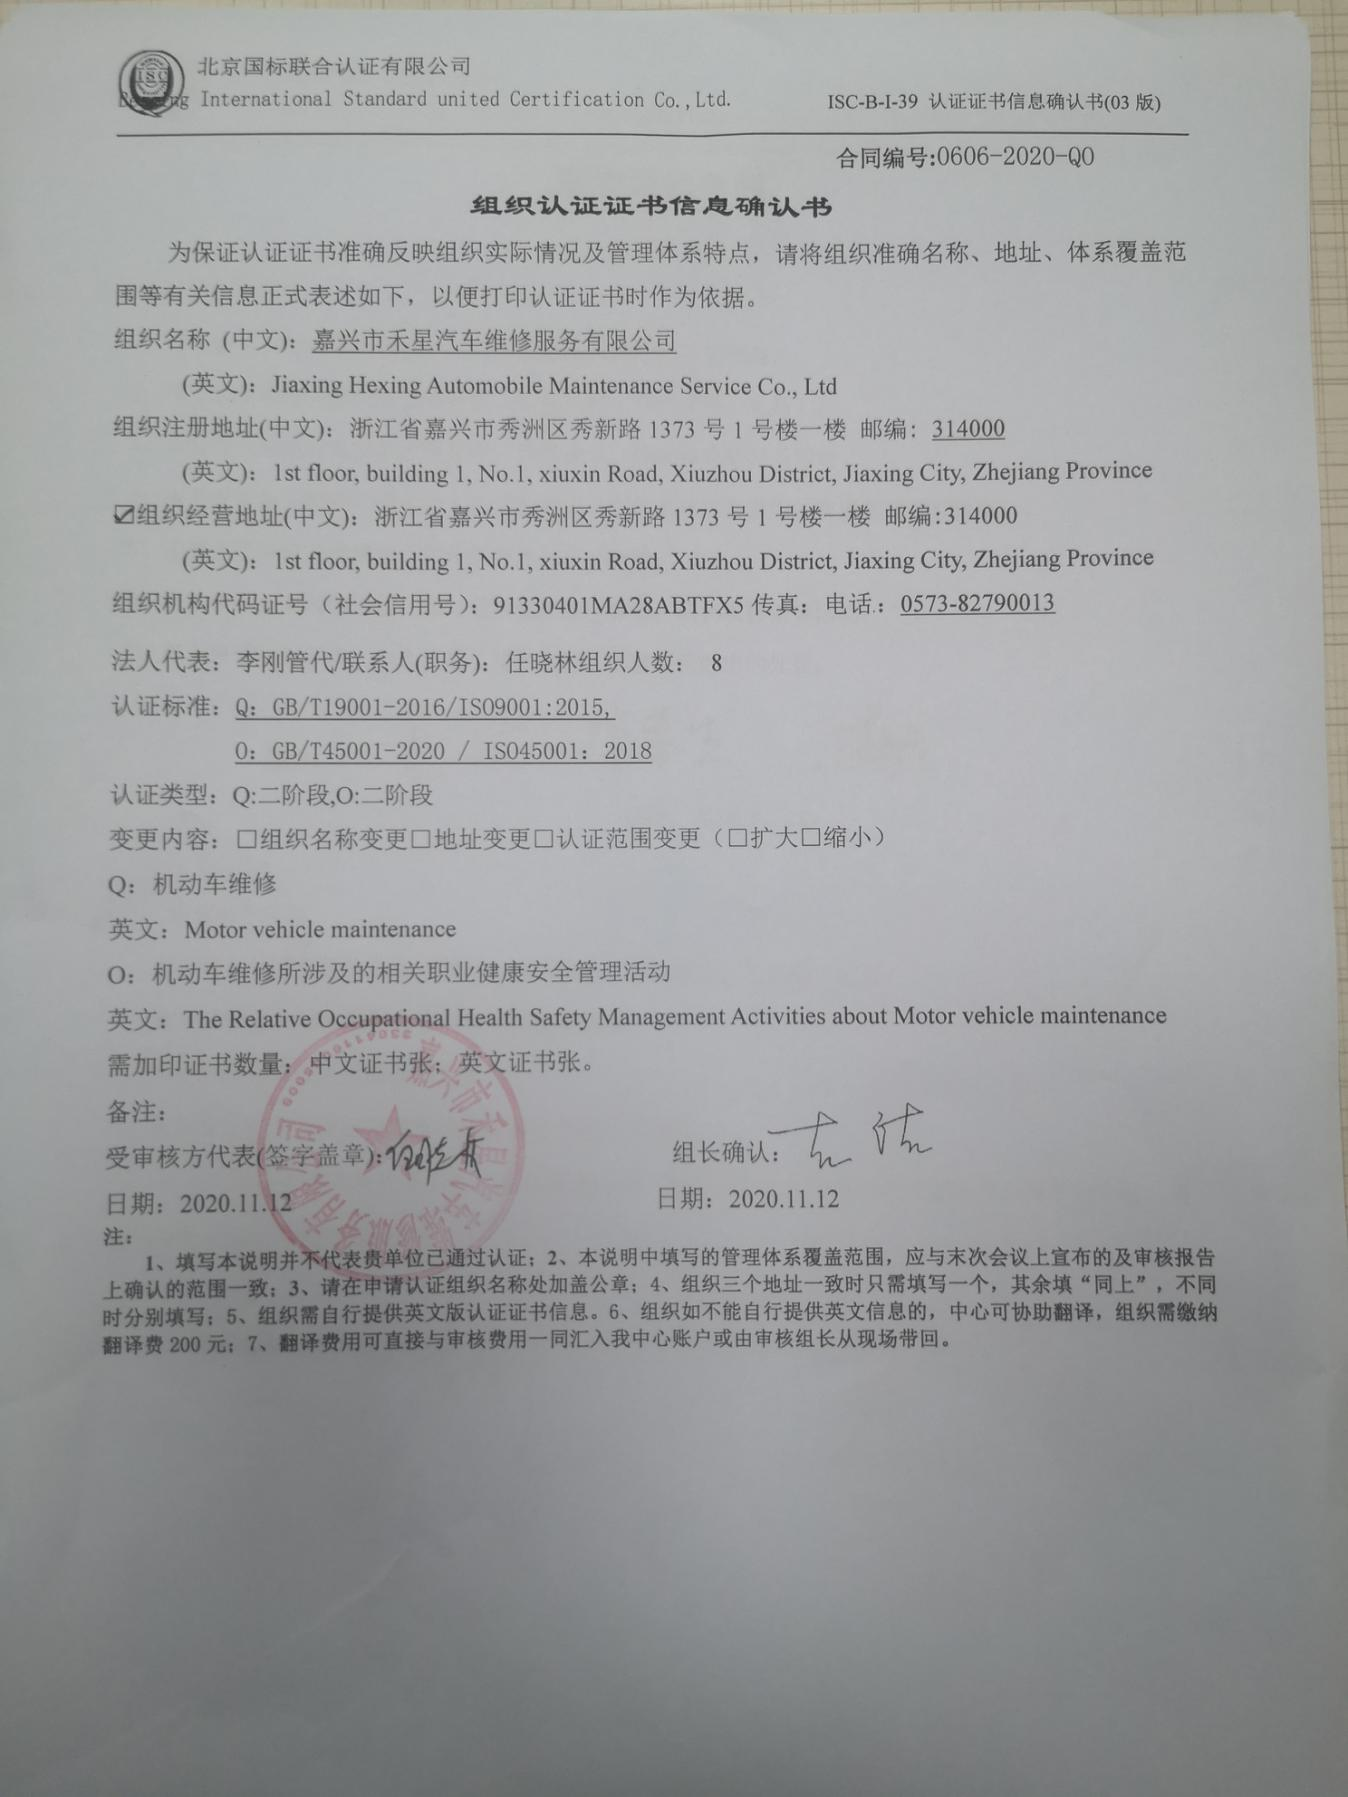 北京国标联合认证有限公司
Beijing International Standard united Certification Co.,Ltd.
ISC-B-I-39 认证证书信息确认书(03 版)
合同编号:0606-2020-QO
组织认证证书信息确认书
为保证认证证书准确反映组织实际情况及管理体系特点，请将组织准确名称、地址、体系覆盖范
围等有关信息正式表述如下，以便打印认证证书时作为依据。
组织名称 (中文)：嘉兴市禾星汽车维修服务有限公司
(英文)：Jiaxing Hexing Automobile Maintenance Service Co., Ltd
组织注册地址(中文)：浙江省嘉兴市秀洲区秀新路 1373 号 1 号楼一楼 邮编：314000
(英文)：1st floor, building 1, No.1, xiuxin Road, Xiuzhou District, Jiaxing City, Zhejiang Province
☑组织经营地址(中文)：浙江省嘉兴市秀洲区秀新路 1373 号 1 号楼一楼 邮编:314000
(英文)：1st floor, building 1, No.1, xiuxin Road, Xiuzhou District, Jiaxing City, Zhejiang Province
组织机构代码证号（社会信用号）：91330401MA28ABTFX5 传真： 电话.：0573-82790013
法人代表：李刚管代/联系人(职务)：任晓林组织人数： 8
认证标准：Q：GB/T19001-2016/ISO9001:2015,
O：GB/T45001-2020 / ISO45001：2018
认证类型：Q:二阶段,O:二阶段
变更内容：□组织名称变更□地址变更□认证范围变更（□扩大□缩小）
Q：机动车维修
英文：Motor vehicle maintenance
O：机动车维修所涉及的相关职业健康安全管理活动
英文：The Relative Occupational Health Safety Management Activities about Motor vehicle maintenance
需加印证书数量：中文证书张；英文证书张。
备注：
受审核方代表(签字盖章):
组长确认：
日期：2020.11.12
日期：2020.11.12
注：
1、填写本说明并不代表贵单位已通过认证；2、本说明中填写的管理体系覆盖范围，应与末次会议上宣布的及审核报告
上确认的范围一致；3、请在申请认证组织名称处加盖公章；4、组织三个地址一致时只需填写一个，其余填“同上”，不同
时分别填写；5、组织需自行提供英文版认证证书信息。6、组织如不能自行提供英文信息的，中心可协助翻译，组织需缴纳
翻译费 200 元；7、翻译费用可直接与审核费用一同汇入我中心账户或由审核组长从现场带回。